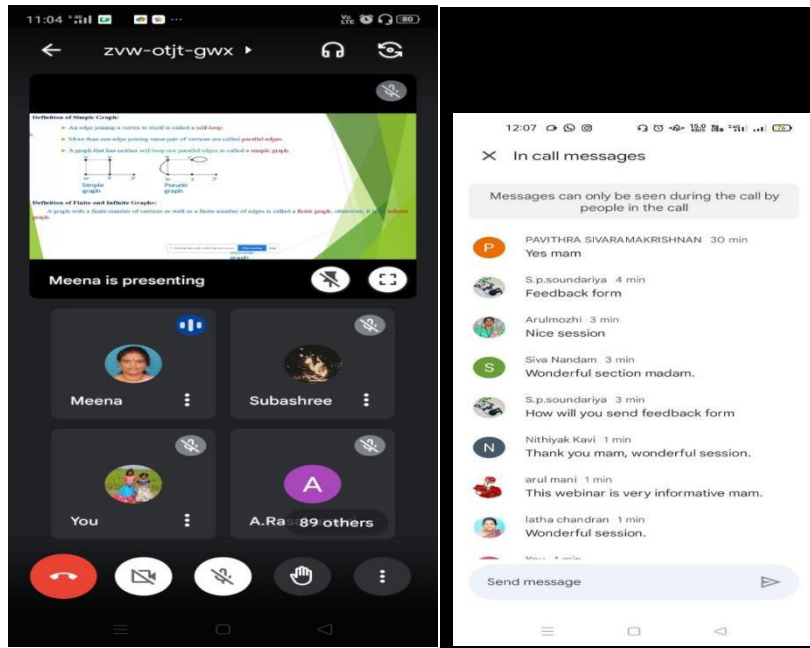 11:04
80
zvw-otjt-gwx
Definition of Simple Graph:
An edge joining a vertex to itself is called a self-loop.
More than one edge joining same pair of vertices are called parallel edges.
A graph that has neither self-loop nor parallel edges is called a simple graph.
Simple graph
Pseudo graph
Definition of Finite and Infinite Graphs:
A graph with a finite number of vertices as well as a finite number of edges is called a finite graph, otherwise, it is infinite
graph.
Meena is presenting
Meena
Subashree
You
A.Ras
89 others
12:07
In call messages
Messages can only be seen during the call by
people in the call
P
PAVITHRA SIVARAMAKRISHNAN 30 min
Yes mam
S.p.soundariya 4 min
Feedback form
Arulmozhi 3 min
Nice session
S
Siva Nandam 3 min
Wonderful section madam.
S.p.soundariya 3 min
How will you send feedback form
N
Nithiyak Kavi 1 min
Thank you mam, wonderful session.
arul mani 1 min
This webinar is very informative mam.
latha chandran 1 min
Wonderful session.
Send message